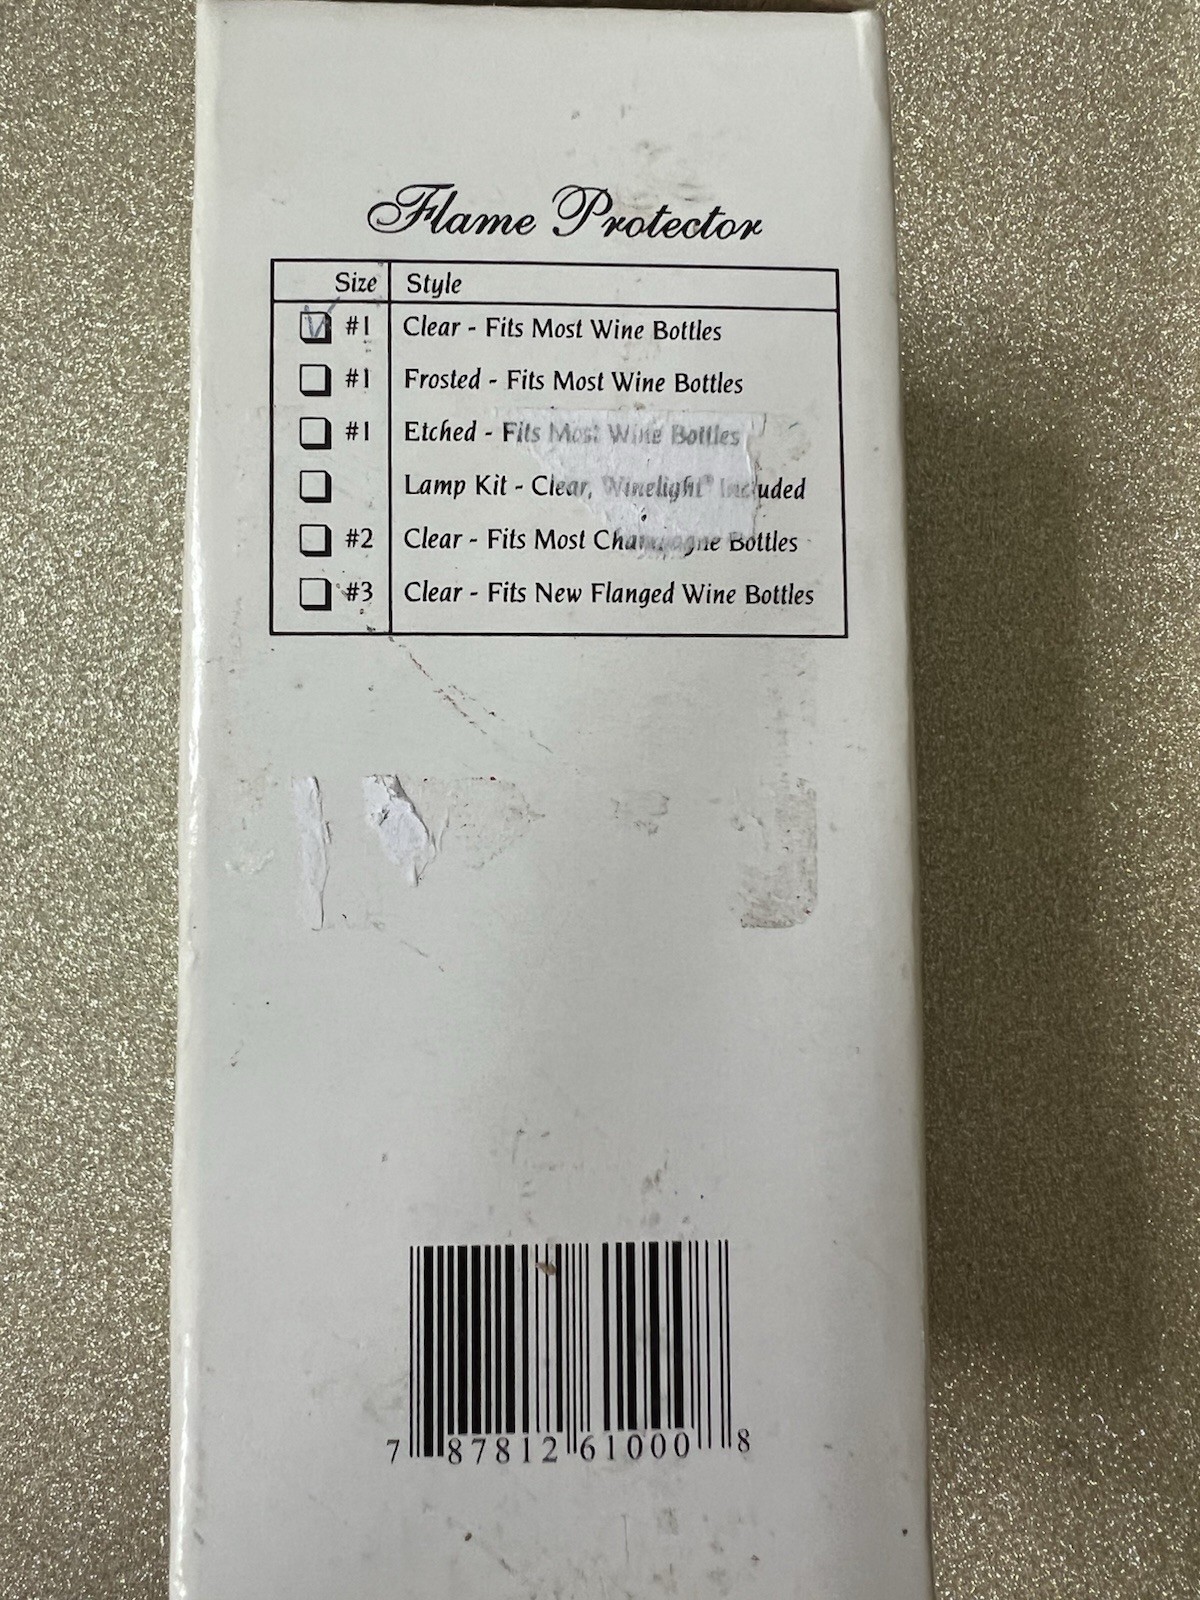 Flame Protector
Size Style
#1 Clear - Fits Most Wine Bottles
#1 Frosted - Fits Most Wine Bottles
#1 Etched - Fits Most Wine Bottles
Lamp Kit - Clear, Winelight® Included
#2 Clear - Fits Most Champagne Bottles
#3 Clear - Fits New Flanged Wine Bottles
7 87812 61000 8